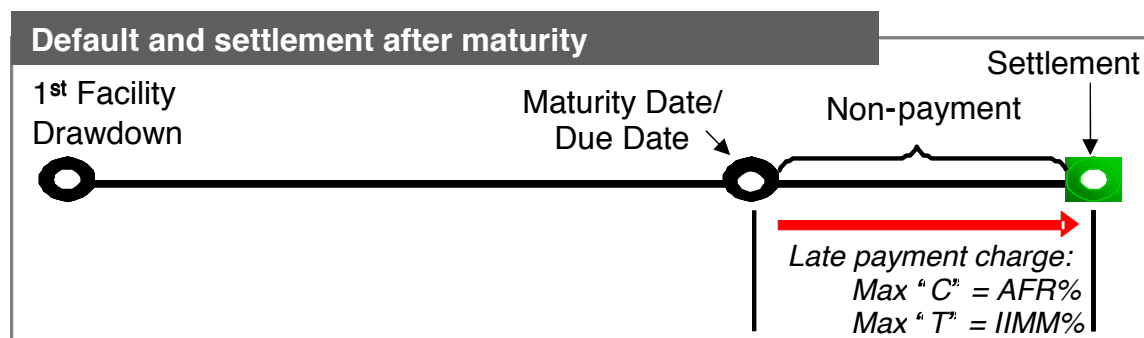 Default and settlement after maturity
Settlement
1st Facility
Drawdown
Maturity Date/
Due Date
Non-payment
Late payment charge:
Max “C” = AFR%
Max “T” = IIMM%